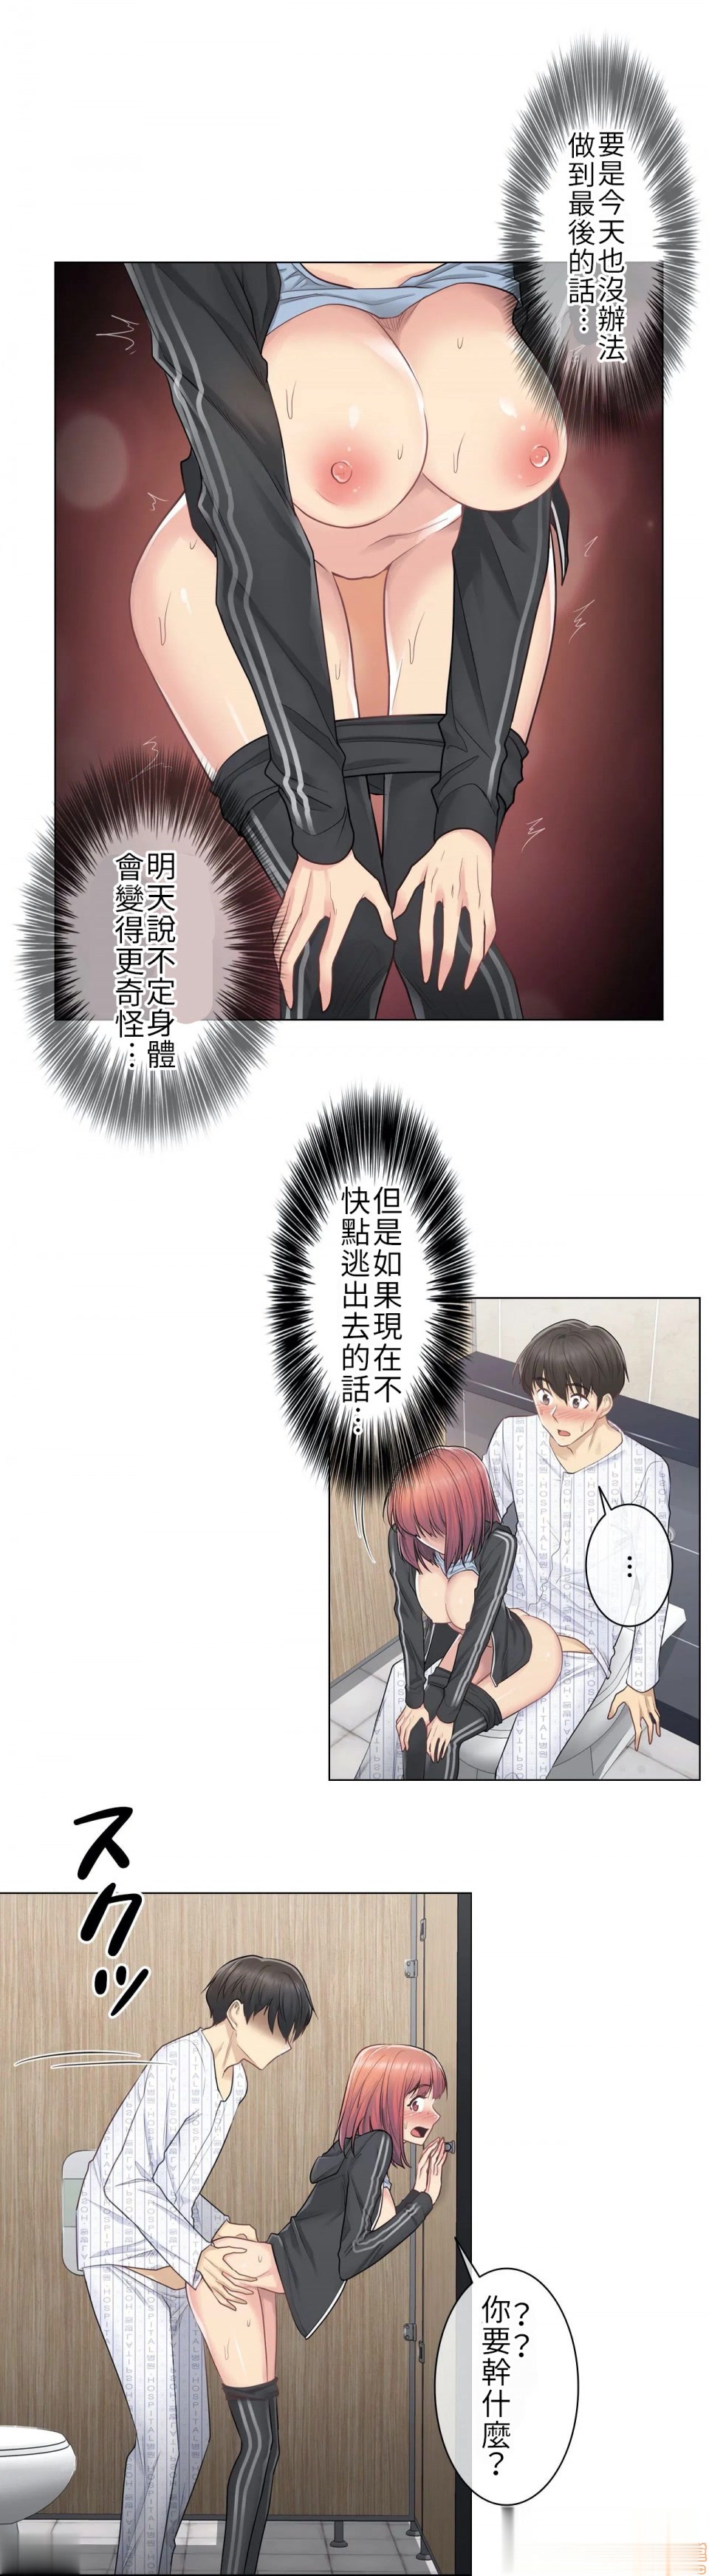 要是今天也沒辦法
做到最後的話…
明天說不定身體
會變得更奇怪…
但是如果現在不
快點逃出去的話…
…
スクッ
？？
你要幹什麼？
HOSPITAL